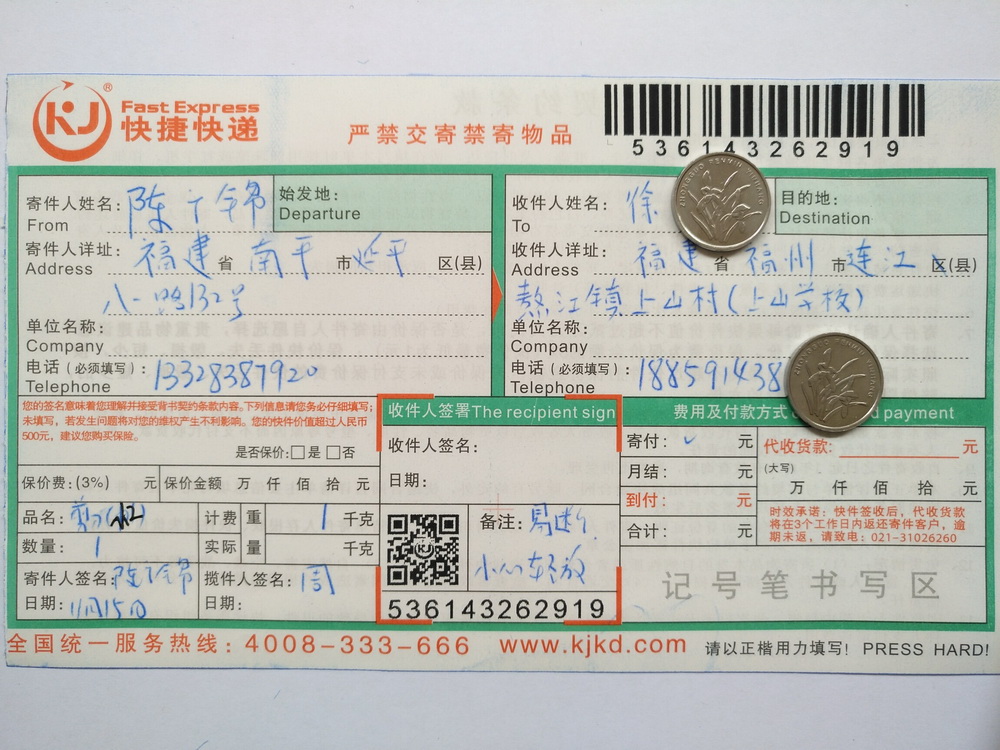 KJ ®
Fast Express
快捷快递
严禁交寄禁寄物品
536143262919
寄件人姓名: 陈
From
始发地:
Departure
寄件人详址: 福建 省 南平 市 延平 区(县)
Address
八一路132号
单位名称:
Company
电话(必须填写): 13328387920
Telephone
收件人姓名: 徐
To
目的地:
Destination
收件人详址: 福建 省 福州 市 连江 区(县)
Address
敖江镇上山村(上山学校)
单位名称:
Company
电话(必须填写): 188591438
Telephone
您的签名意味着您理解并接受背书契约条款内容。下列信息请您务必仔细填写;
未填写,若发生问题将对您的维权产生不利影响。您的快件价值超过人民币
500元,建议您购买保险。
是否保价: □是 □否
保价费:(3%) 元 保价金额 万 仟 佰 拾 元
品名:
计费 重 1 千克
数量: 1
实际 量 千克
寄件人签名: 陈
日期: 11月15日
揽件人签名: 周
日期:
收件人签署The recipient sign
收件人签名:
日期:
KJ
备注: 易断
小心轻放
536143262919
费用及付款方式 payment
寄付: ✓ 元
月结: 元
到付: 元
合计: 元
代收货款: 元
(大写)
万 仟 佰 拾 元
时效承诺: 快件签收后,代收货款
将在3个工作日内返还寄件客户,逾
期未返,请致电: 021-31026260
记号笔书写区
全国统一服务热线: 4008-333-666 www.kjkd.com 请以正楷用力填写! PRESS HARD!